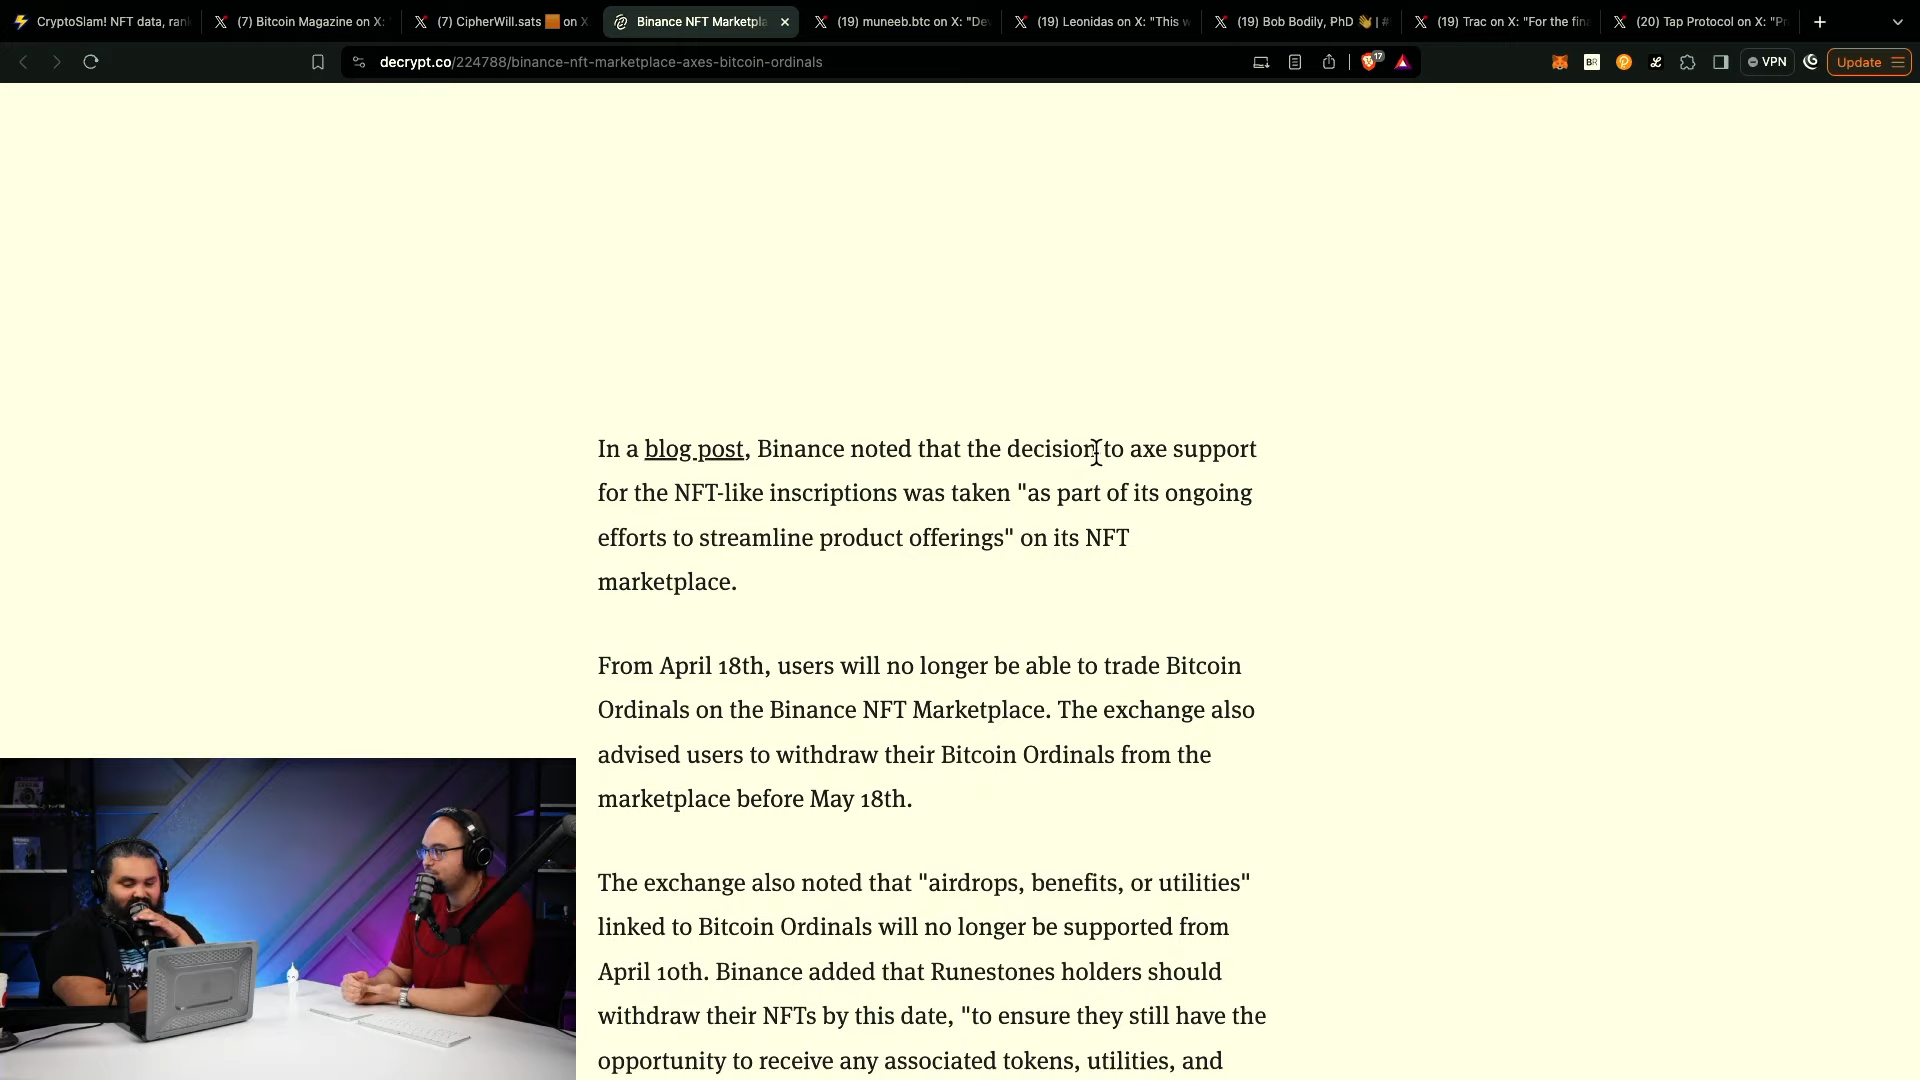 CryptoSlam! NFT data, ran
(7) Bitcoin Magazine on X:
(7) CipherWill.sats 🟧 on X
Binance NFT Marketpla
(19) muneeb.btc on X: "De
(19) Leonidas on X: "This w
(19) Bob Bodily, PhD 👋 | #
(19) Trac on X: "For the fin
(20) Tap Protocol on X: "Pr
decrypt.co/224788/binance-nft-marketplace-axes-bitcoin-ordinals
17
BR
VPN
Update
In a blog post, Binance noted that the decision to axe support
for the NFT-like inscriptions was taken "as part of its ongoing
efforts to streamline product offerings" on its NFT
marketplace.
From April 18th, users will no longer be able to trade Bitcoin
Ordinals on the Binance NFT Marketplace. The exchange also
advised users to withdraw their Bitcoin Ordinals from the
marketplace before May 18th.
The exchange also noted that "airdrops, benefits, or utilities"
linked to Bitcoin Ordinals will no longer be supported from
April 10th. Binance added that Runestones holders should
withdraw their NFTs by this date, "to ensure they still have the
opportunity to receive any associated tokens, utilities, and